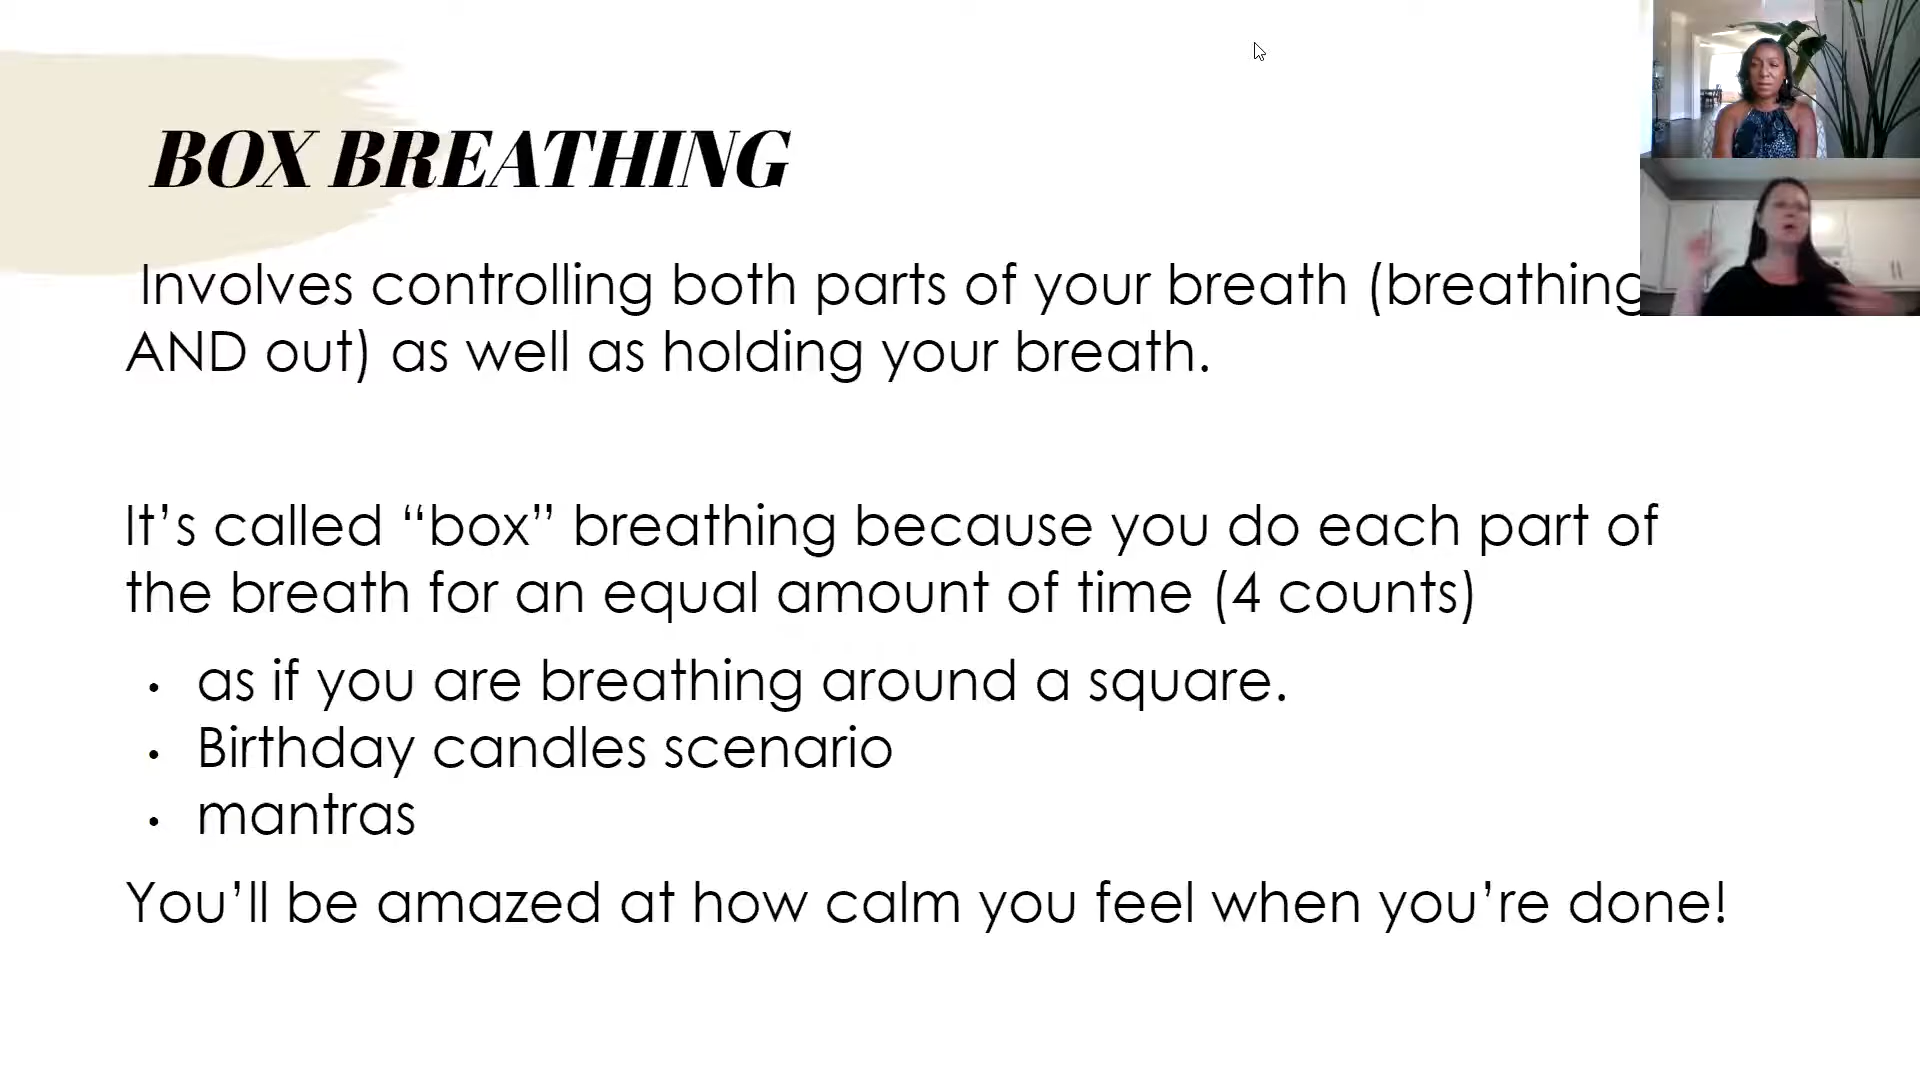 BOX BREATHING
Involves controlling both parts of your breath (breathing
AND out) as well as holding your breath.
It’s called “box” breathing because you do each part of
the breath for an equal amount of time (4 counts)
• as if you are breathing around a square.
• Birthday candles scenario
• mantras
You’ll be amazed at how calm you feel when you’re done!